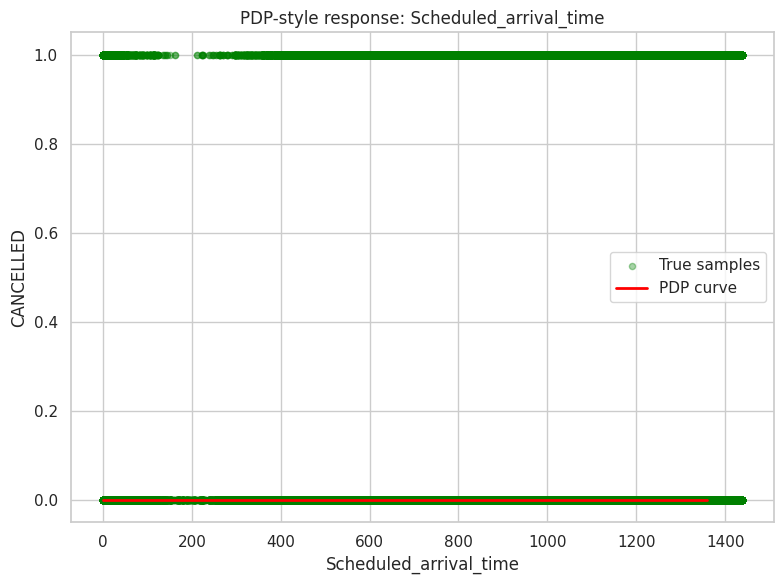 PDP-style response: Scheduled_arrival_time
1.0
0.8
0.6
0.4
0.2
0.0
CANCELLED
True samples
PDP curve
0 200 400 600 800 1000 1200 1400
Scheduled_arrival_time